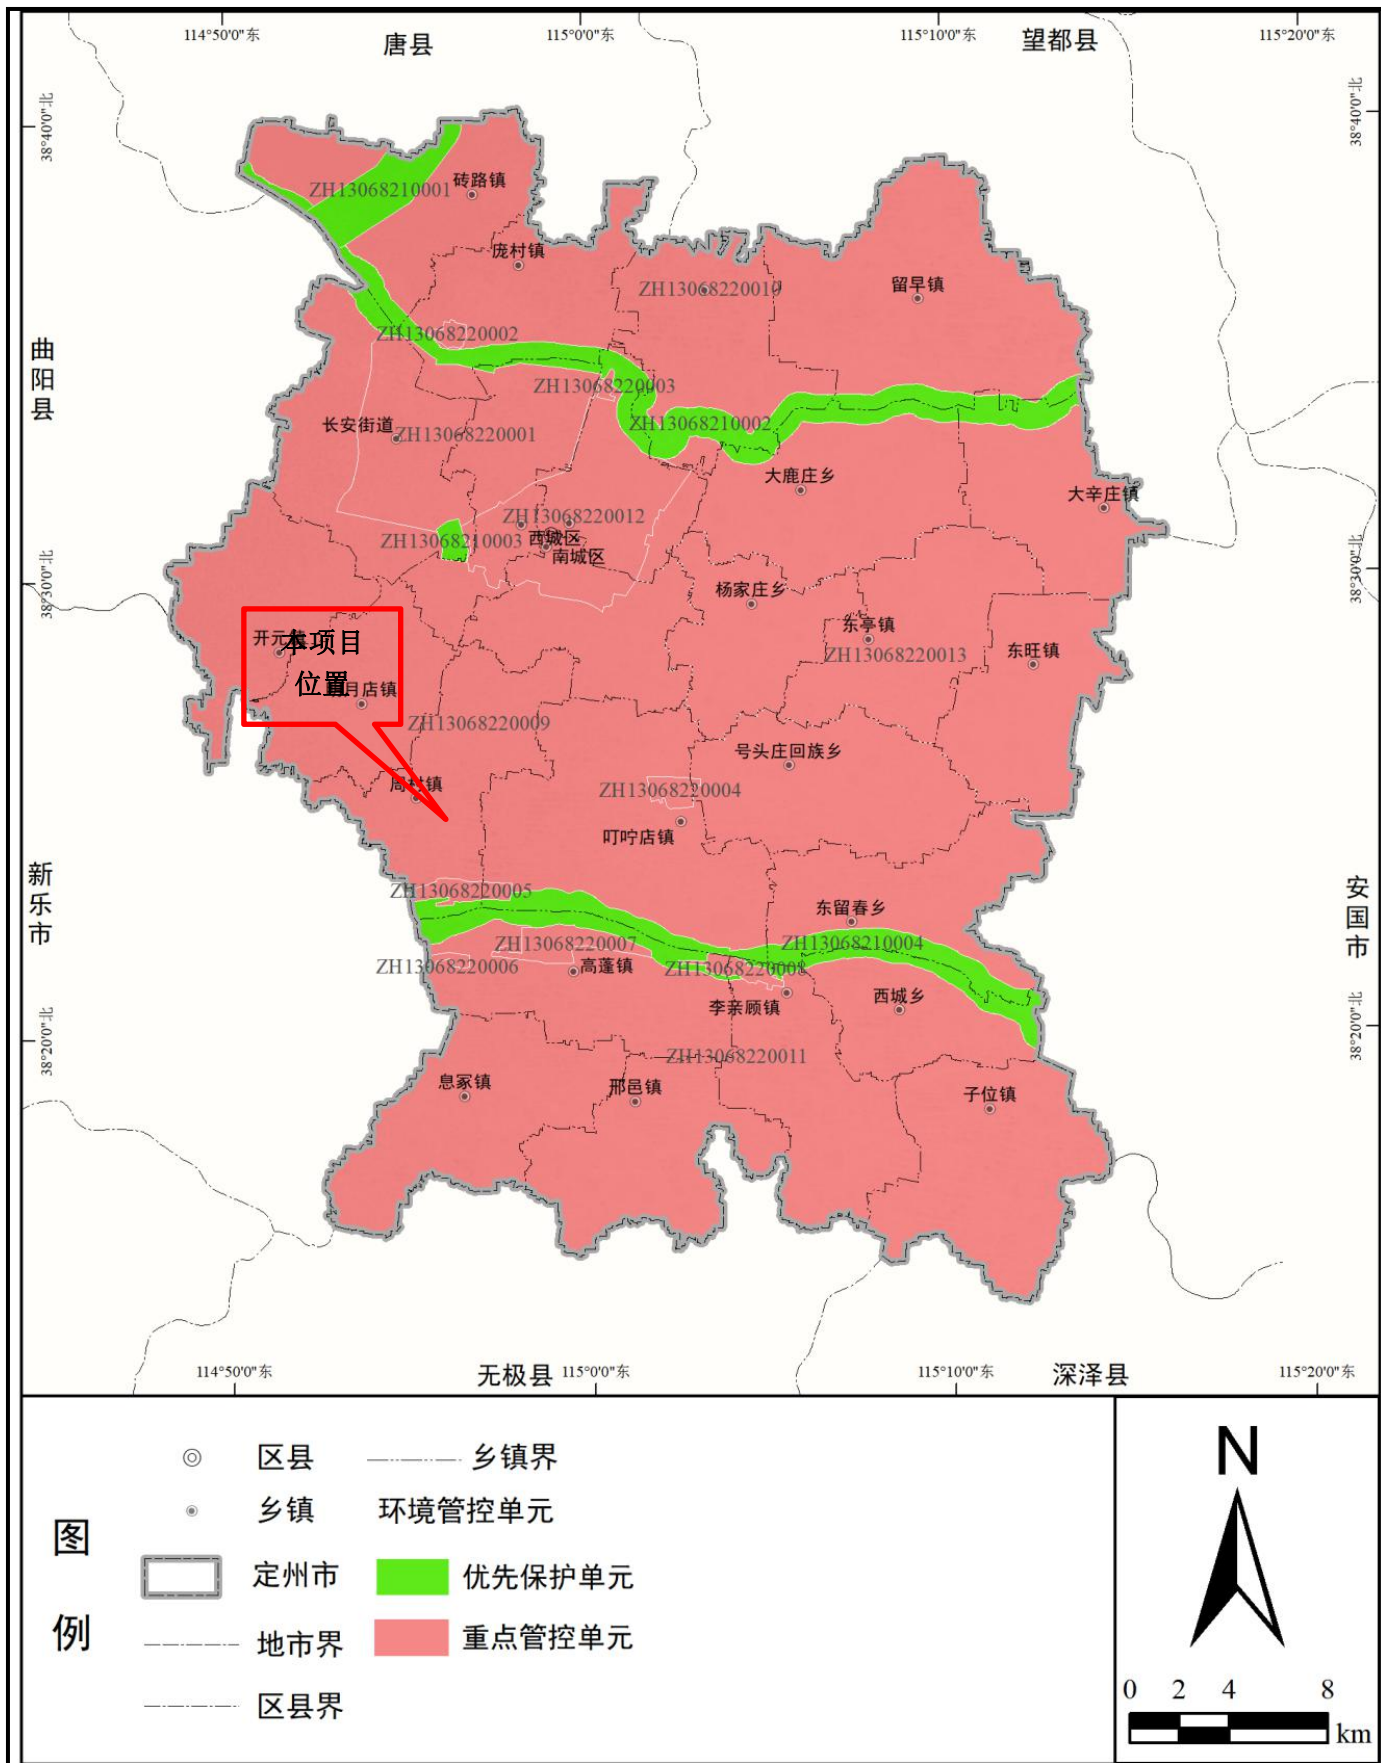 114°50'0"东
115°0'0"东
115°10'0"东
115°20'0"东
唐县
望都县
38°40'0"北
38°40'0"北
ZH13068210001
砖路镇
庞村镇
ZH13068220010
留早镇
ZH13068220002
曲阳县
ZH13068220003
长安街道
ZH13068220001
ZH13068210002
大鹿庄乡
大辛庄镇
ZH13068220012
ZH13068210003
西城区
南城区
38°30'0"北
38°30'0"北
杨家庄乡
东亭镇
ZH13068220013
东旺镇
开元镇
本项目
位置
月店镇
ZH13068220009
号头庄回族乡
周村镇
ZH13068220004
叮咛店镇
新乐市
安国市
ZH13068220005
东留春乡
ZH13068220007
ZH13068210004
ZH13068220006
高蓬镇
ZH13068220008
李亲顾镇
西城乡
38°20'0"北
38°20'0"北
ZH13068220011
息冢镇
邢邑镇
子位镇
114°50'0"东
无极县
115°0'0"东
115°10'0"东
深泽县
115°20'0"东
图例
区县
乡镇界
乡镇
环境管控单元
定州市
优先保护单元
地市界
重点管控单元
区县界
N
0 2 4 8
km